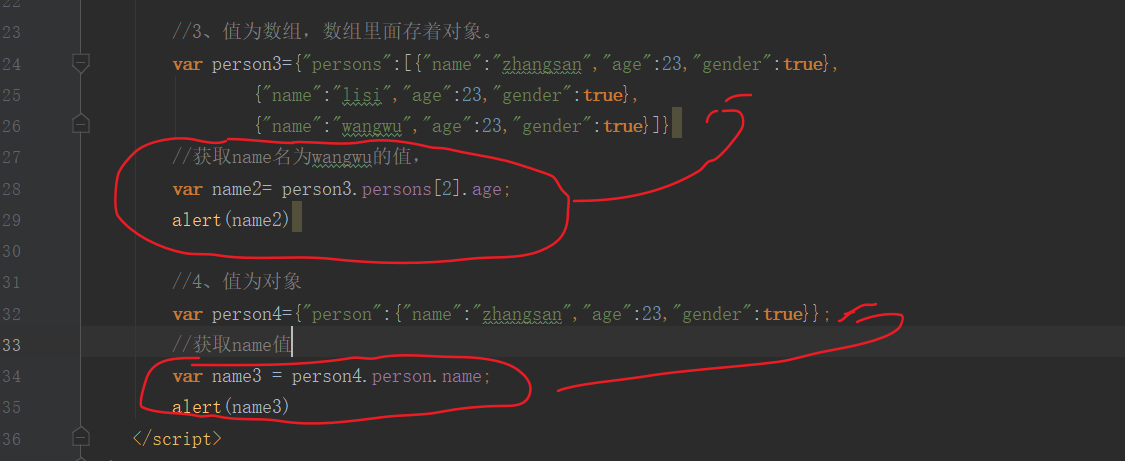 22
23 //3、值为数组，数组里面存着对象。
24 var person3={"persons":[{"name":"zhangsan","age":23,"gender":true},
25 {"name":"lisi","age":23,"gender":true},
26 {"name":"wangwu","age":23,"gender":true}]}
27 //获取name名为wangwu的值，
28 var name2= person3.persons[2].age;
29 alert(name2)
30
31 //4、值为对象
32 var person4={"person":{"name":"zhangsan","age":23,"gender":true}};
33 //获取name值
34 var name3 = person4.person.name;
35 alert(name3)
36 </script>